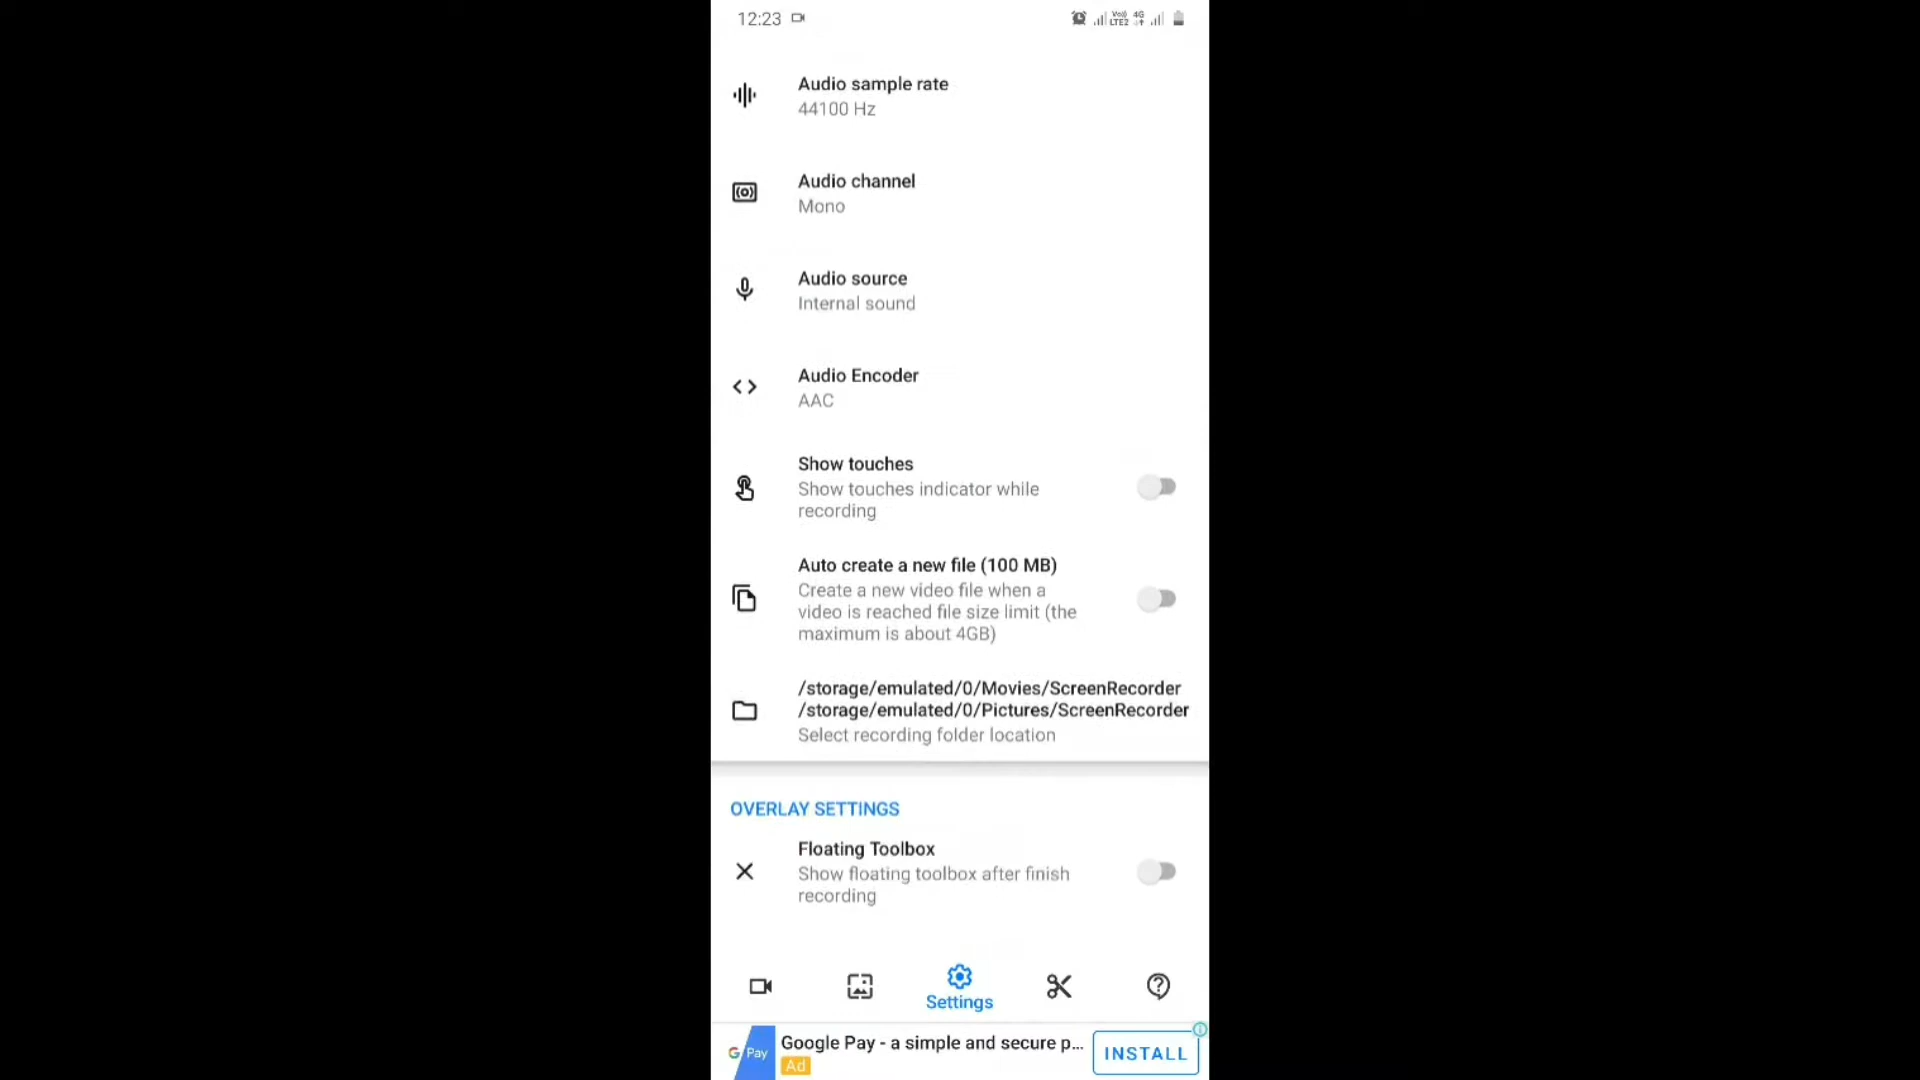 12:23
Vo)) LTE2 4G
Audio sample rate
44100 Hz
Audio channel
Mono
Audio source
Internal sound
Audio Encoder
AAC
Show touches
Show touches indicator while
recording
Auto create a new file (100 MB)
Create a new video file when a
video is reached file size limit (the
maximum is about 4GB)
/storage/emulated/0/Movies/ScreenRecorder
/storage/emulated/0/Pictures/ScreenRecorder
Select recording folder location
OVERLAY SETTINGS
Floating Toolbox
Show floating toolbox after finish
recording
Settings
G Pay
Google Pay - a simple and secure p...
Ad
INSTALL